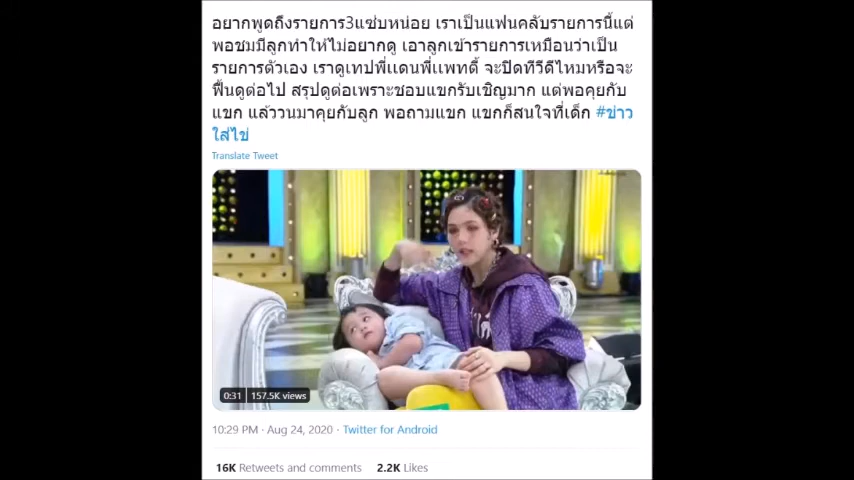 อยากพูดถึงรายการ3แซ่บหน่อย เราเป็นแฟนคลับรายการนี้แต่
พอชมมีลูกทำให้ไม่อยากดู เอาลูกเข้ารายการเหมือนว่าเป็น
รายการตัวเอง เราดูเทปพี่แดนพี่แพทตี้ จะปิดทีวีดีไหมหรือจะ
ฟื้นดูต่อไป สรุปดูต่อเพราะชอบแขกรับเชิญมาก แต่พอคุยกับ
แขก แล้ววนมาคุยกับลูก พอถามแขก แขกก็สนใจที่เด็ก #ข่าว
ใส่ไข่
Translate Tweet
0:31 157.5K views
10:29 PM · Aug 24, 2020 · Twitter for Android
16K Retweets and comments 2.2K Likes